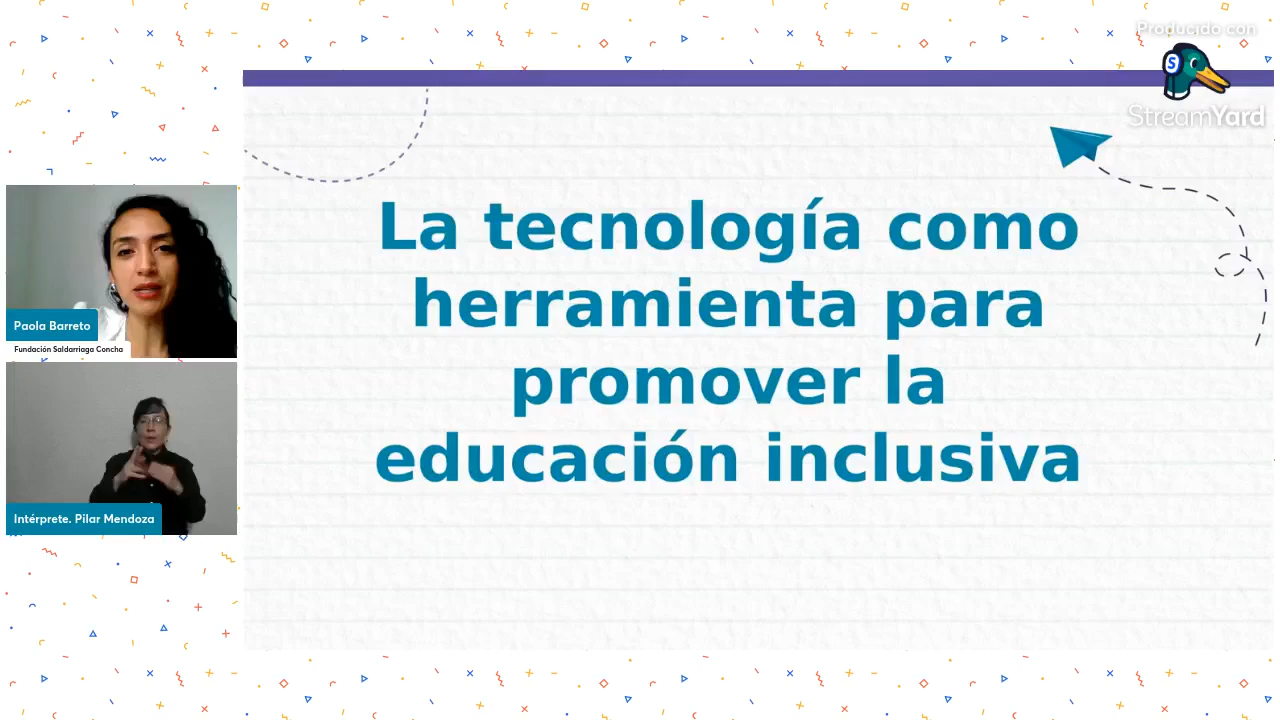 Producido con
S
StreamYard
La tecnología como
herramienta para
promover la
educación inclusiva
Paola Barreto
Fundación Saldarriaga Concha
Intérprete. Pilar Mendoza